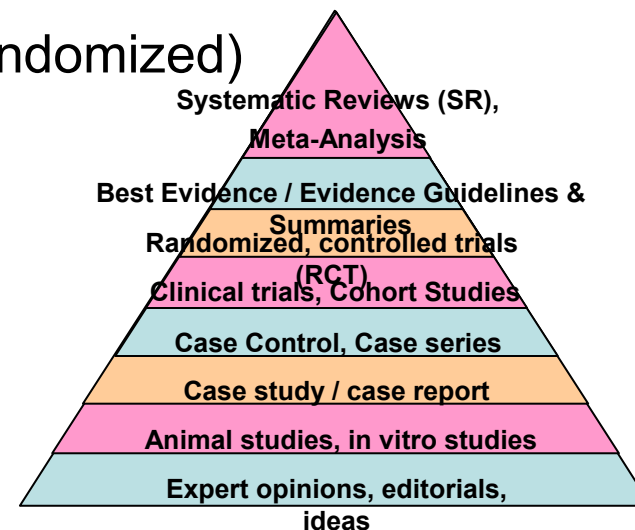 ndomized)
Systematic Reviews (SR),
Meta-Analysis
Best Evidence / Evidence Guidelines &
Summaries
Randomized, controlled trials
(RCT)
Clinical trials, Cohort Studies
Case Control, Case series
Case study / case report
Animal studies, in vitro studies
Expert opinions, editorials,
ideas